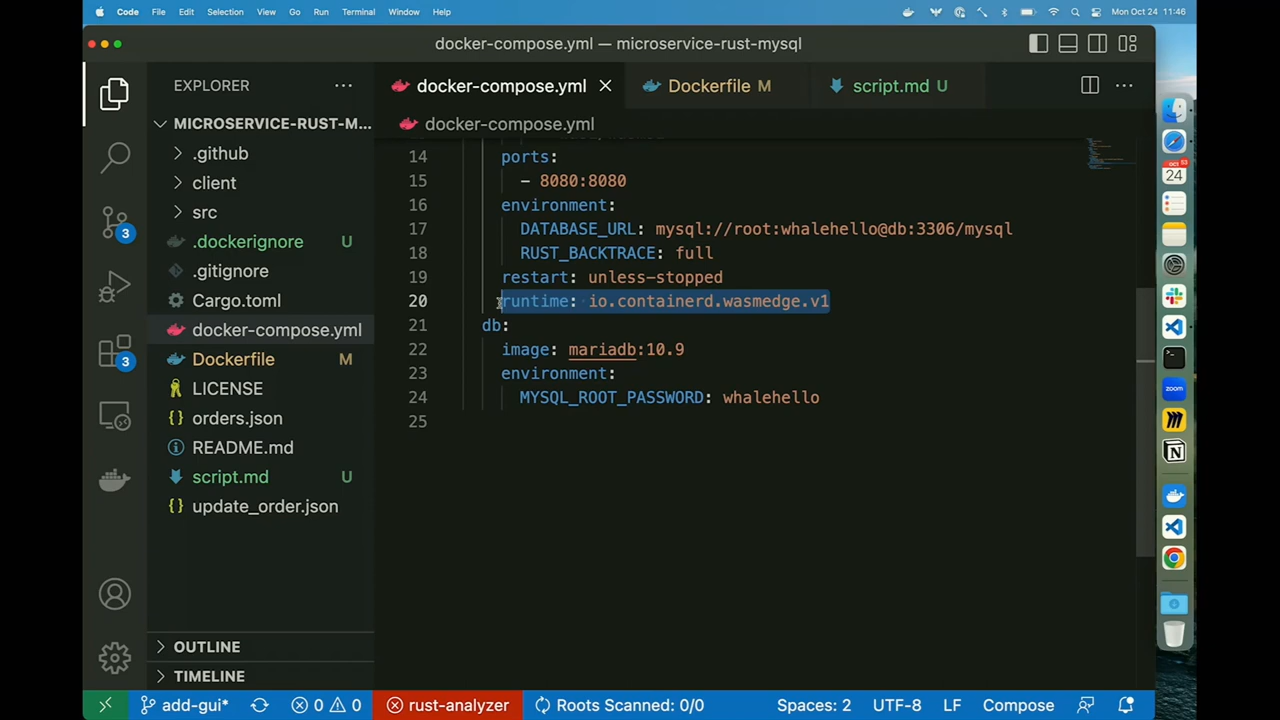 Code File Edit Selection View Go Run Terminal Window Help Mon Oct 24 11:46
docker-compose.yml — microservice-rust-mysql
EXPLORER
docker-compose.yml
Dockerfile M
script.md U
docker-compose.yml
MICROSERVICE-RUST-M...
.github
client
src
.dockerignore U
.gitignore
Cargo.toml
docker-compose.yml
Dockerfile M
LICENSE
orders.json
README.md
script.md U
update_order.json
OUTLINE
TIMELINE
3
3
14 ports:
15 - 8080:8080
16 environment:
17 DATABASE_URL: mysql://root:whalehello@db:3306/mysql
18 RUST_BACKTRACE: full
19 restart: unless-stopped
20 runtime: io.containerd.wasmedge.v1
21 db:
22 image: mariadb:10.9
23 environment:
24 MYSQL_ROOT_PASSWORD: whalehello
25
OCT
24
zoom
add-gui* 0 0 rust-analyzer Roots Scanned: 0/0 Spaces: 2 UTF-8 LF Compose